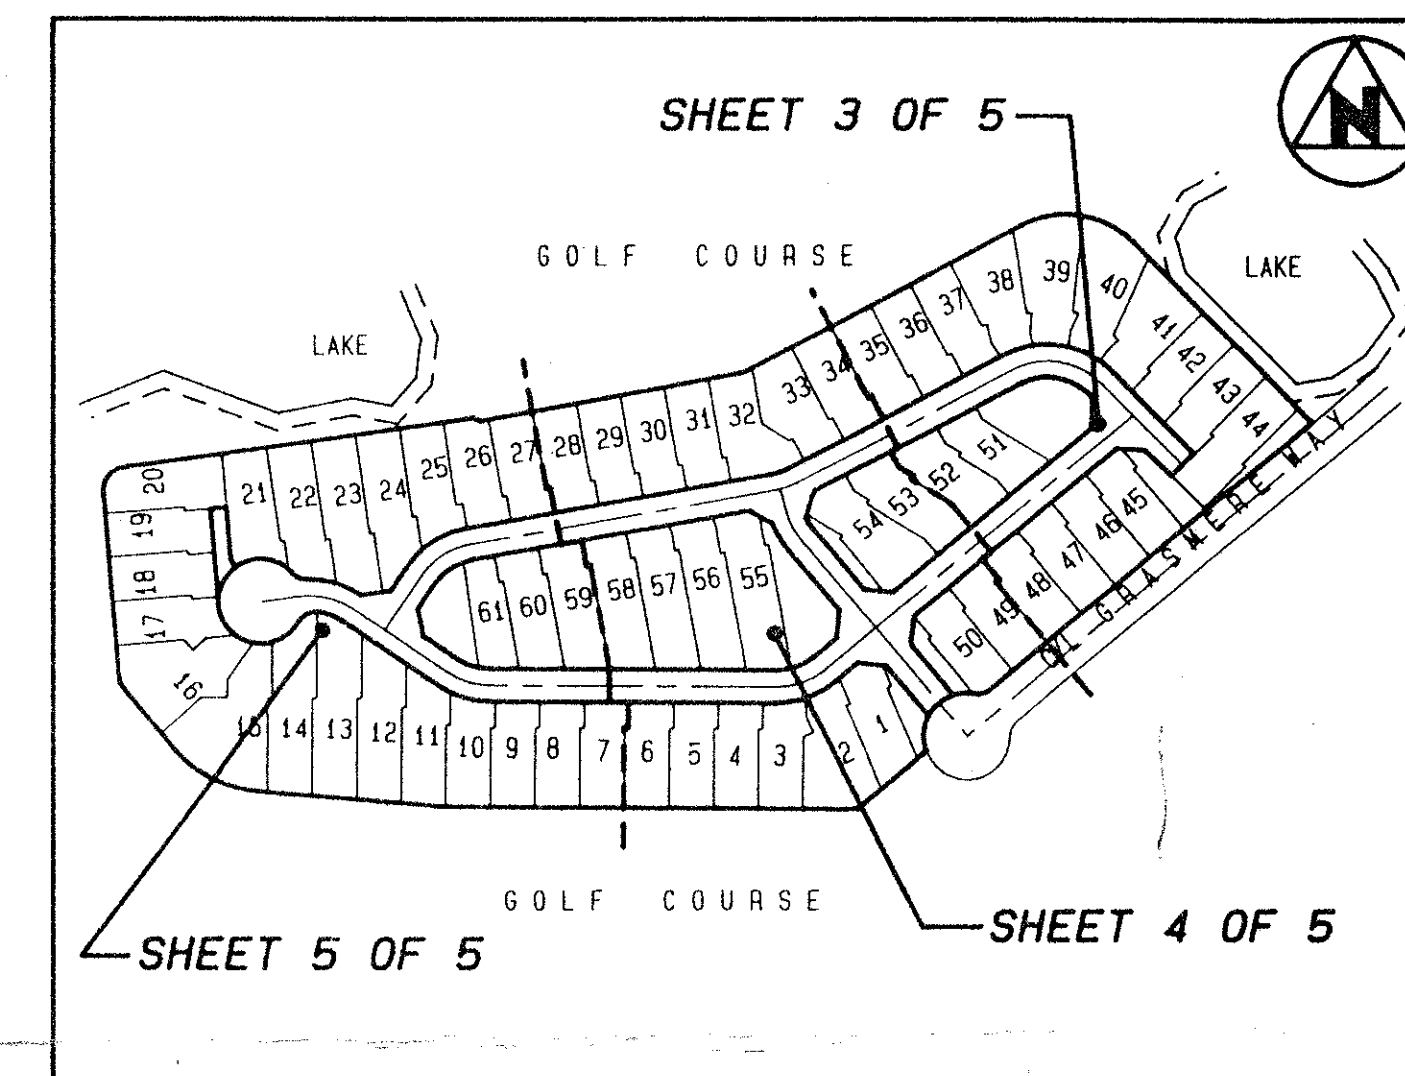 N
SHEET 3 OF 5
GOLF COURSE
LAKE
LAKE
33 34 35 36 37 38 39 40 41 42 43 44
20 21 22 23 24 25 26 27 28 29 30 31 32
19
18
17
16
54 53 52 51
50 49 48 47 46 45
61 60 59 58 57 56 55
15 14 13 12 11 10 9 8 7 6 5 4 3 2 1
GRASMERE WAY
GOLF COURSE
SHEET 4 OF 5
SHEET 5 OF 5